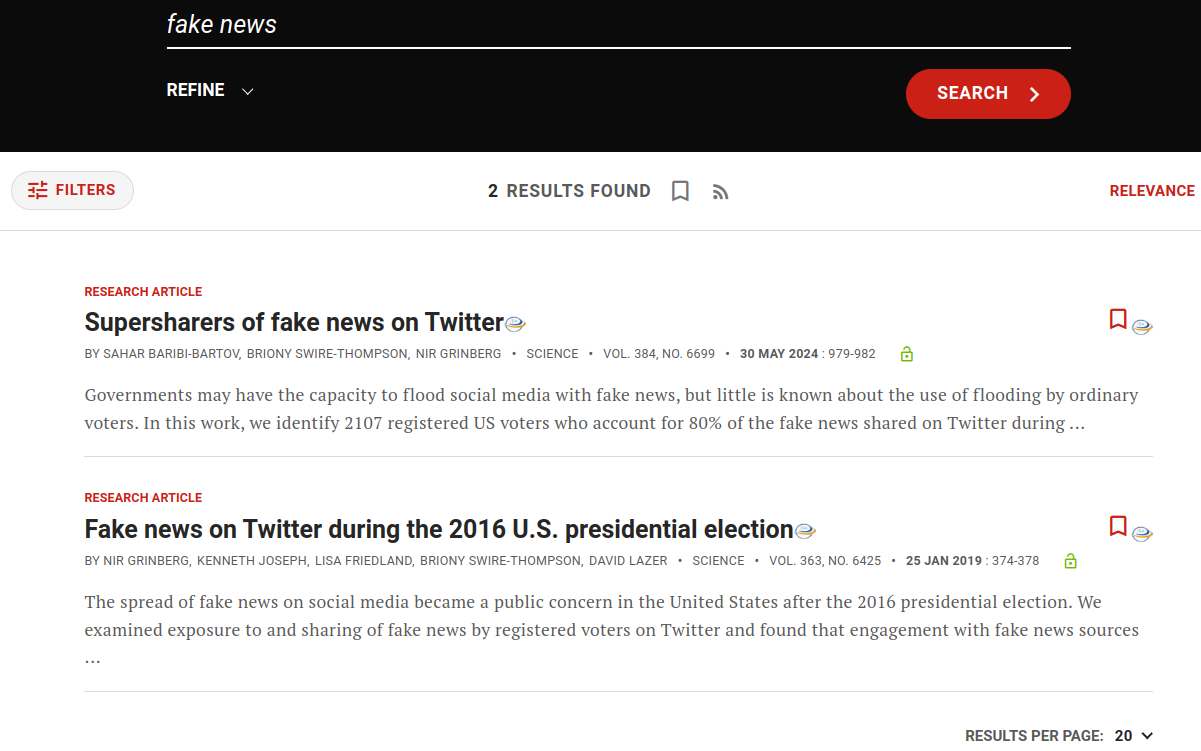 fake news
REFINE
SEARCH
FILTERS
2 RESULTS FOUND
RELEVANCE
RESEARCH ARTICLE
Supersharers of fake news on Twitter
BY SAHAR BARIBI-BARTOV, BRIONY SWIRE-THOMPSON, NIR GRINBERG • SCIENCE • VOL. 384, NO. 6699 • 30 MAY 2024 : 979-982
Governments may have the capacity to flood social media with fake news, but little is known about the use of flooding by ordinary
voters. In this work, we identify 2107 registered US voters who account for 80% of the fake news shared on Twitter during ...
RESEARCH ARTICLE
Fake news on Twitter during the 2016 U.S. presidential election
BY NIR GRINBERG, KENNETH JOSEPH, LISA FRIEDLAND, BRIONY SWIRE-THOMPSON, DAVID LAZER • SCIENCE • VOL. 363, NO. 6425 • 25 JAN 2019 : 374-378
The spread of fake news on social media became a public concern in the United States after the 2016 presidential election. We
examined exposure to and sharing of fake news by registered voters on Twitter and found that engagement with fake news sources
...
RESULTS PER PAGE: 20